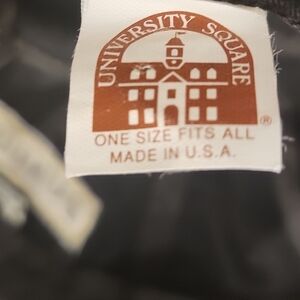 UNIVERSITY SQUARE
®
ONE SIZE FITS ALL
MADE IN U.S.A.